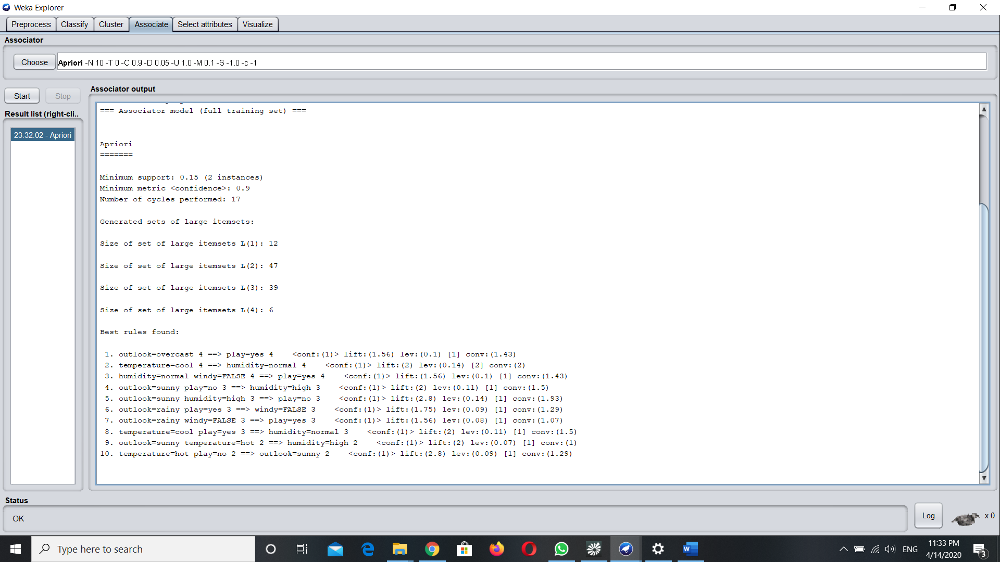 Weka Explorer
Preprocess Classify Cluster Associate Select attributes Visualize
Associator
Choose Apriori -N 10 -T 0 -C 0.9 -D 0.05 -U 1.0 -M 0.1 -S -1.0 -c -1
Start Stop
Associator output
Result list (right-cli..
23:32:02 - Apriori
=== Associator model (full training set) ===
Apriori
=======
Minimum support: 0.15 (2 instances)
Minimum metric <confidence>: 0.9
Number of cycles performed: 17
Generated sets of large itemsets:
Size of set of large itemsets L(1): 12
Size of set of large itemsets L(2): 47
Size of set of large itemsets L(3): 39
Size of set of large itemsets L(4): 6
Best rules found:
1. outlook=overcast 4 ==> play=yes 4    <conf:(1)> lift:(1.56) lev:(0.1) [1] conv:(1.43)
2. temperature=cool 4 ==> humidity=normal 4    <conf:(1)> lift:(2) lev:(0.14) [2] conv:(2)
3. humidity=normal windy=FALSE 4 ==> play=yes 4    <conf:(1)> lift:(1.56) lev:(0.1) [1] conv:(1.43)
4. outlook=sunny play=no 3 ==> humidity=high 3    <conf:(1)> lift:(2) lev:(0.11) [1] conv:(1.5)
5. outlook=sunny humidity=high 3 ==> play=no 3    <conf:(1)> lift:(2.8) lev:(0.14) [1] conv:(1.93)
6. outlook=rainy play=yes 3 ==> windy=FALSE 3    <conf:(1)> lift:(1.75) lev:(0.09) [1] conv:(1.29)
7. outlook=rainy windy=FALSE 3 ==> play=yes 3    <conf:(1)> lift:(1.56) lev:(0.08) [1] conv:(1.07)
8. temperature=cool play=yes 3 ==> humidity=normal 3    <conf:(1)> lift:(2) lev:(0.11) [1] conv:(1.5)
9. outlook=sunny temperature=hot 2 ==> humidity=high 2    <conf:(1)> lift:(2) lev:(0.07) [1] conv:(1)
10. temperature=hot play=no 2 ==> outlook=sunny 2    <conf:(1)> lift:(2.8) lev:(0.09) [1] conv:(1.29)
Status
OK
Log
x 0
Type here to search
ENG
11:33 PM
4/14/2020
3